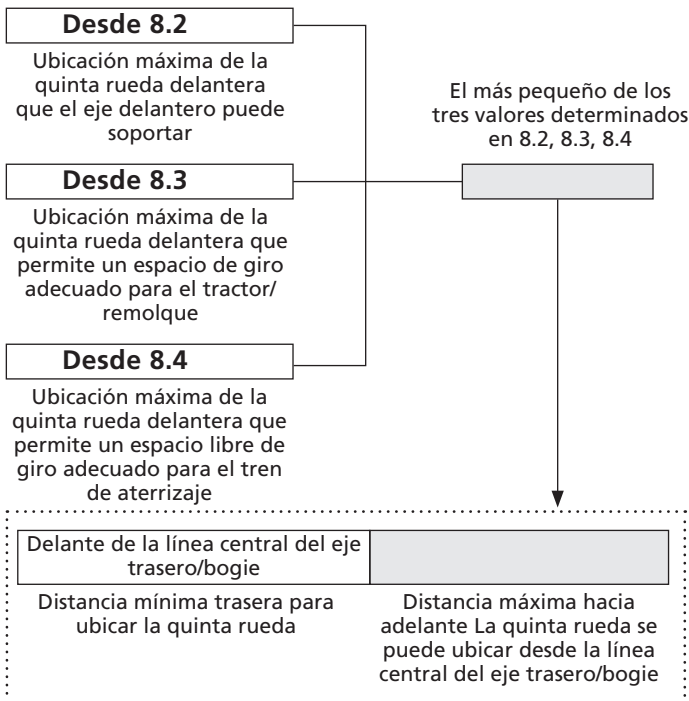 Desde 8.2
Ubicación máxima de la
quinta rueda delantera
que el eje delantero puede
soportar
El más pequeño de los
tres valores determinados
en 8.2, 8.3, 8.4
Desde 8.3
Ubicación máxima de la
quinta rueda delantera que
permite un espacio de giro
adecuado para el tractor/
remolque
Desde 8.4
Ubicación máxima de la
quinta rueda delantera que
permite un espacio libre de
giro adecuado para el tren
de aterrizaje
Delante de la línea central del eje
trasero/bogie
Distancia mínima trasera para
ubicar la quinta rueda
Distancia máxima hacia
adelante La quinta rueda se
puede ubicar desde la línea
central del eje trasero/bogie